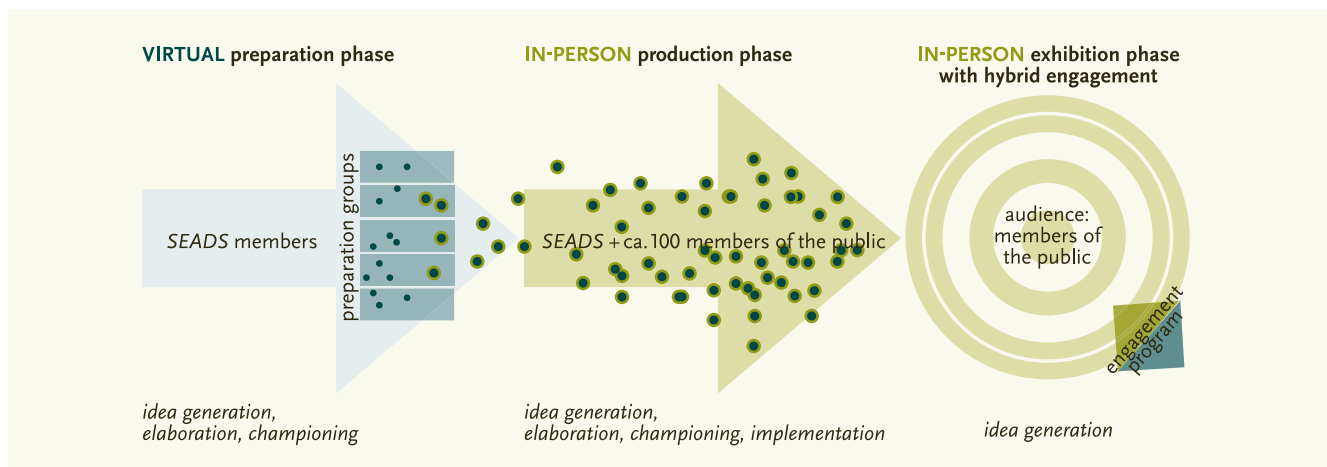 VIRTUAL preparation phase
SEADS members
preparation groups
idea generation,
elaboration, championing
IN-PERSON production phase
SEADS + ca. 100 members of the public
idea generation,
elaboration, championing, implementation
IN-PERSON exhibition phase
with hybrid engagement
audience:
members of
the public
engagement
program
idea generation